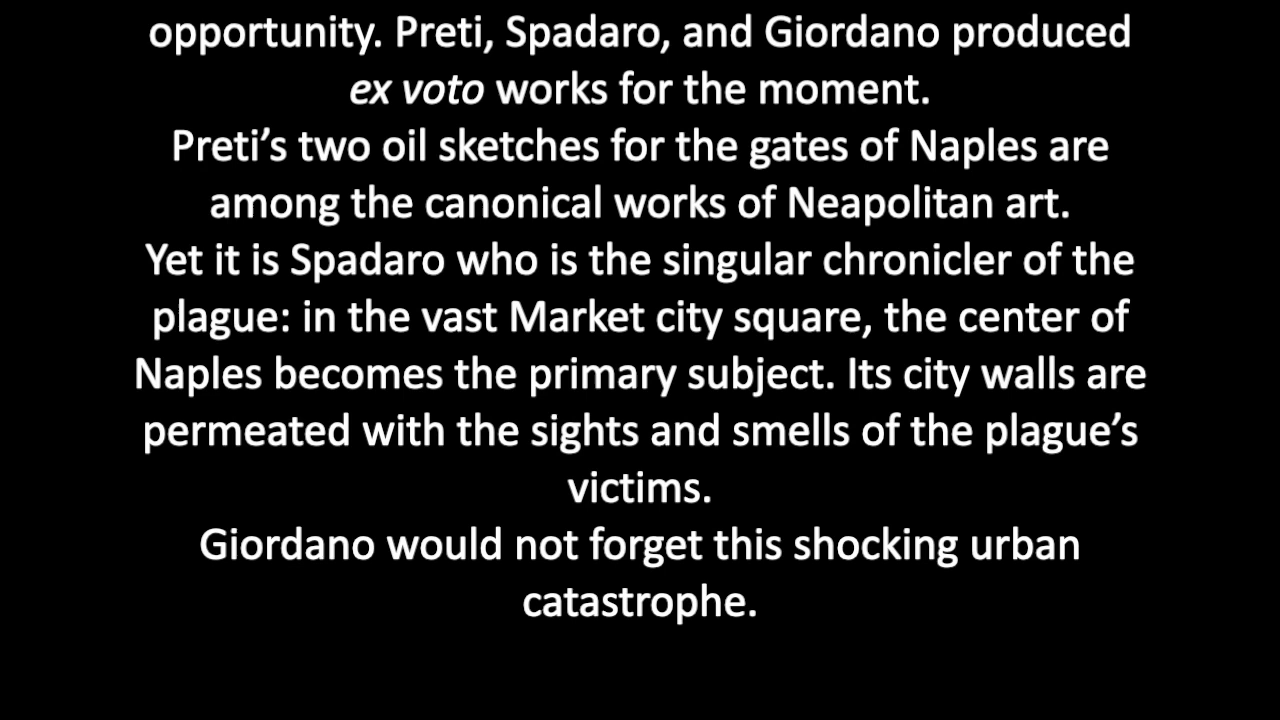 opportunity. Preti, Spadaro, and Giordano produced
ex voto works for the moment.
Preti’s two oil sketches for the gates of Naples are
among the canonical works of Neapolitan art.
Yet it is Spadaro who is the singular chronicler of the
plague: in the vast Market city square, the center of
Naples becomes the primary subject. Its city walls are
permeated with the sights and smells of the plague’s
victims.
Giordano would not forget this shocking urban
catastrophe.